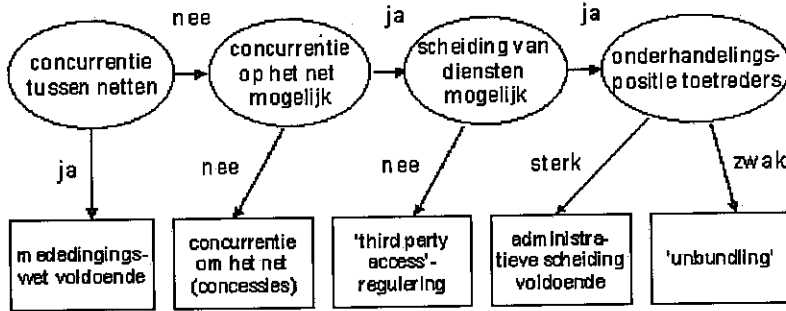 nee
ja
ja
concurrentie
tussen netten
concurrentie
op het net
mogelijk
scheiding van
diensten
mogelijk
onderhandelings-
positie toetreders
ja
nee
nee
sterk
zwak
mededingings-
wet voldoende
concurrentie
om het net
(concessies)
'third party
access'-
regulering
administra-
tieve scheiding
voldoende
'unbundling'